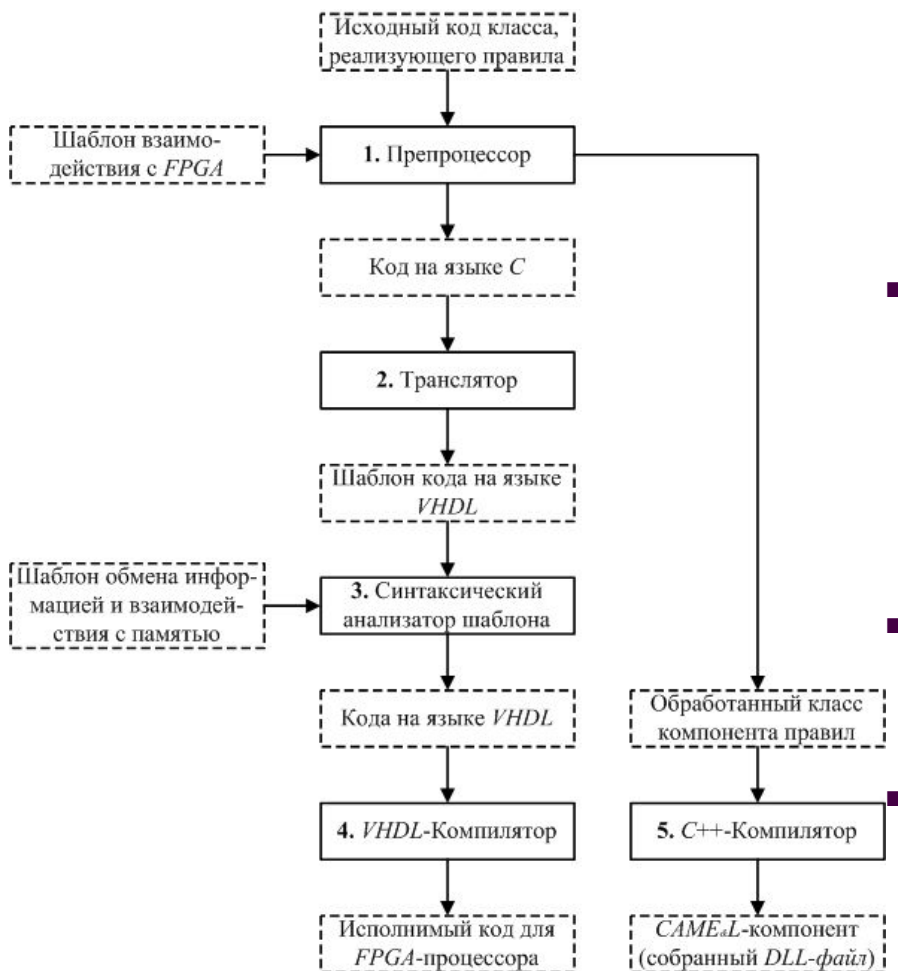 Исходный код класса,
реализующего правила
Шаблон взаимо-
действия с FPGA
1. Препроцессор
Код на языке C
2. Транслятор
Шаблон кода на языке
VHDL
Шаблон обмена инфор-
мацией и взаимодей-
ствия с памятью
3. Синтаксический
анализатор шаблона
Кода на языке VHDL
Обработанный класс
компонента правил
4. VHDL-Компилятор
5. C++-Компилятор
Исполнимый код для
FPGA-процессора
CAMEдL-компонент
(собранный DLL-файл)